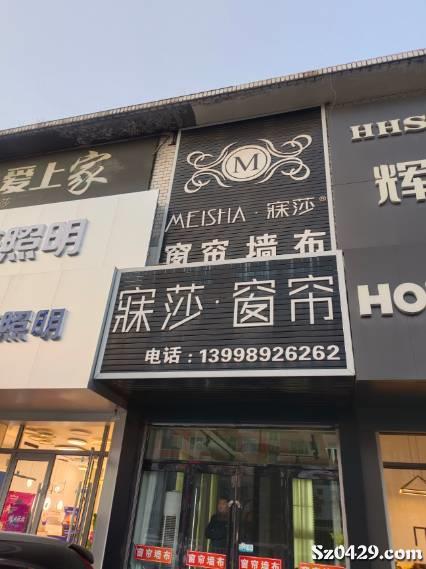 爱上家
照明
照明
M
MEISHA·寐莎®
窗帘墙布
寐莎·窗帘
电话：13998926262
HHS
辉
HO
窗帘墙布
窗帘墙布
窗帘墙布
Sz0429.com